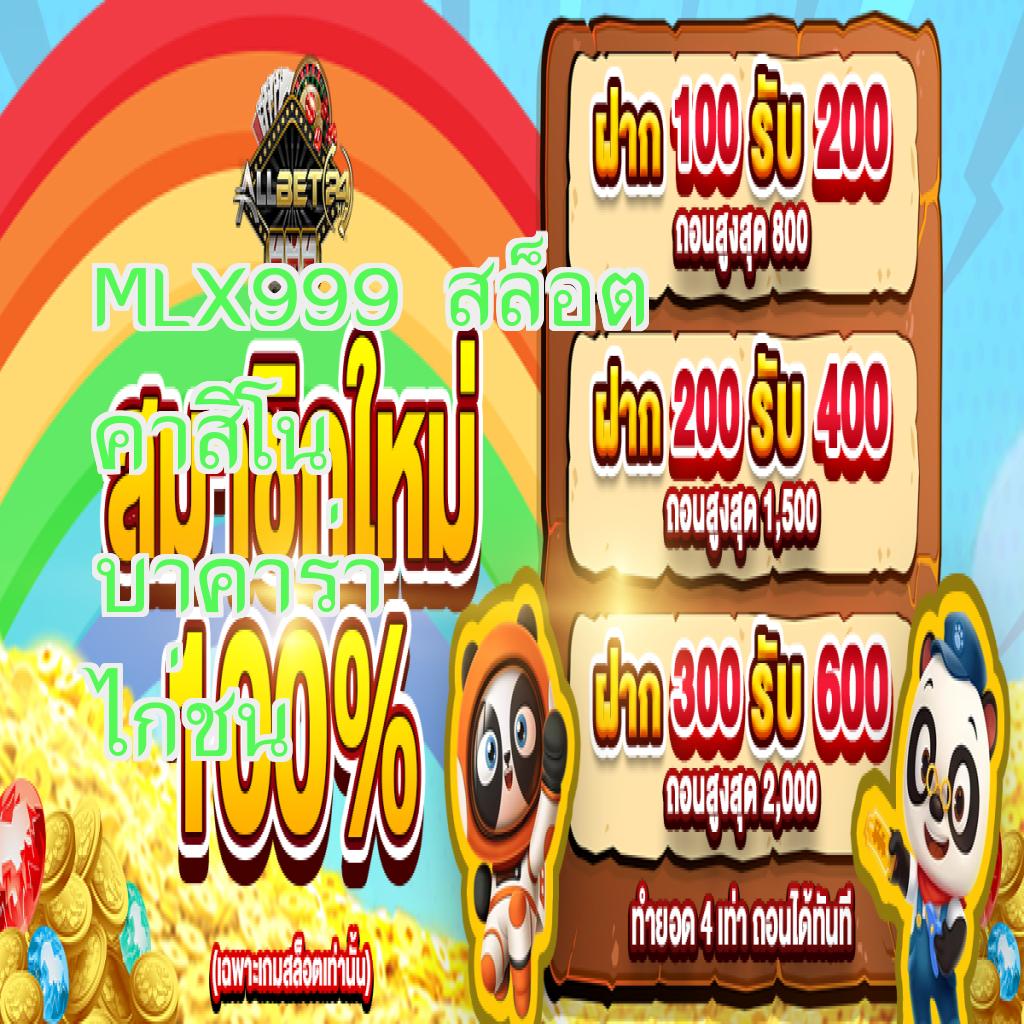 ALLBET24
MLX999 สล็อต
คาสิโน
บาคาร่า
ไก่ชน
สมาชิกใหม่
100%
(เฉพาะเกมสล็อตเท่านั้น)
ฝาก 100 รับ 200
ถอนสูงสุด 800
ฝาก 200 รับ 400
ถอนสูงสุด 1,500
ฝาก 300 รับ 600
ถอนสูงสุด 2,000
ทำยอด 4 เท่า ถอนได้ทันที